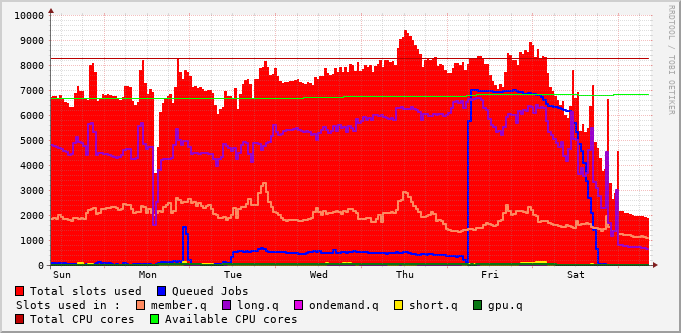 10000
9000
8000
7000
6000
5000
4000
3000
2000
1000
0
Sun Mon Tue Wed Thu Fri Sat
RRDTOOL / TOBI OETIKER
Total slots used Queued Jobs
Slots used in : member.q long.q ondemand.q short.q gpu.q
Total CPU cores Available CPU cores